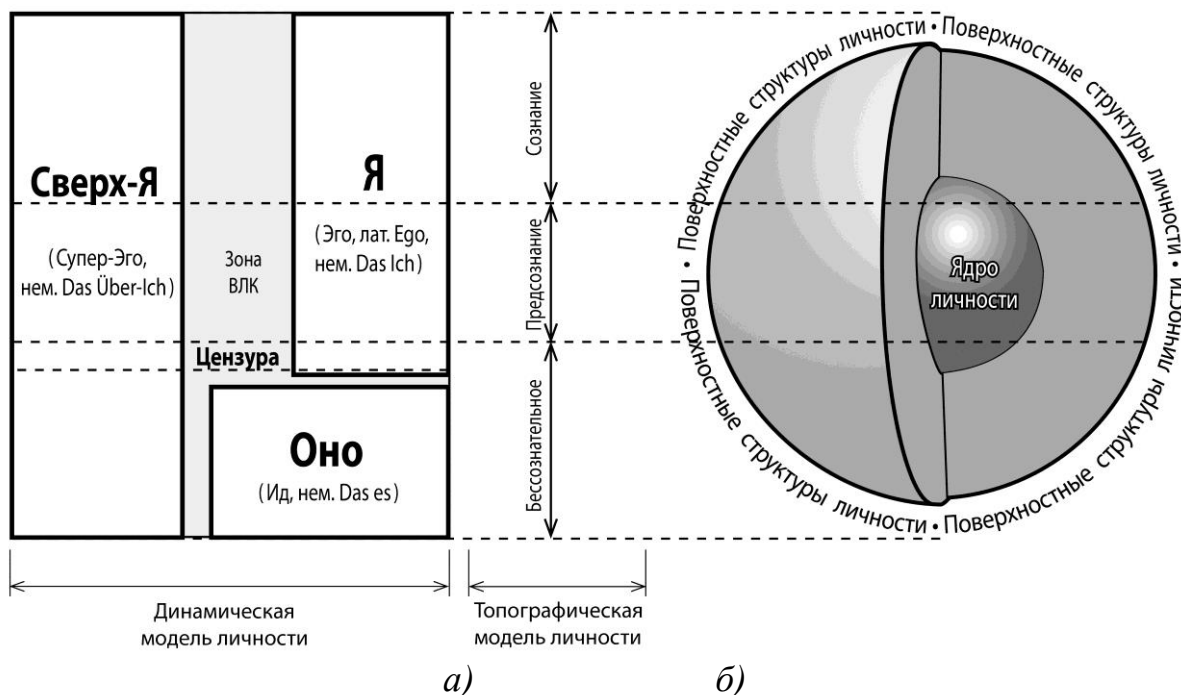 Сверх-Я
(Супер-Эго,
нем. Das Über-Ich)
Зона
ВЛК
Я
(Эго, лат. Ego,
нем. Das Ich)
Цензура
Оно
(Ид, нем. Das es)
Сознание
Предсознание
Бессознательное
Поверхностные структуры личности • Поверхностные структуры личности • Поверхностные структуры личности • Поверхностные структуры личности •
Ядро
личности
Динамическая
модель личности
Топографическая
модель личности
а)
б)